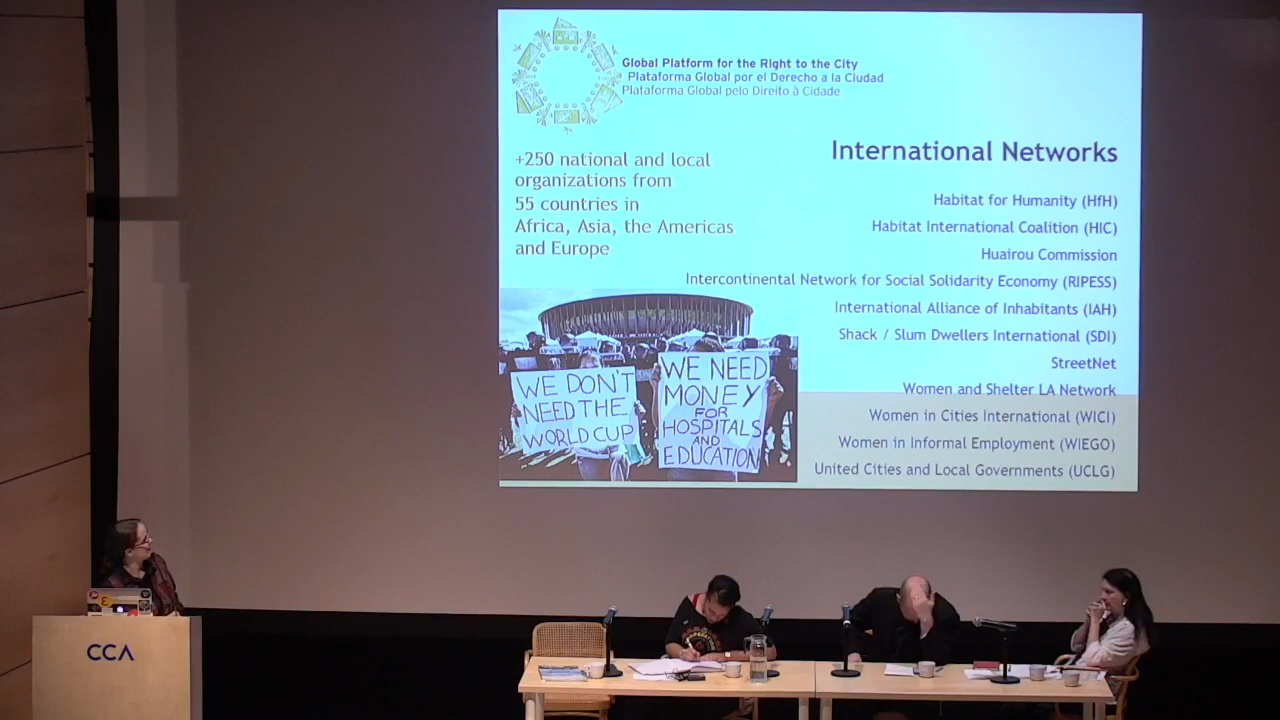 Global Platform for the Right to the City
Plataforma Global por el Derecho a la Ciudad
Plataforma Global pelo Direito à Cidade
+250 national and local
organizations from
55 countries in
Africa, Asia, the Americas
and Europe
International Networks
Habitat for Humanity (HfH)
Habitat International Coalition (HIC)
Huairou Commission
Intercontinental Network for Social Solidarity Economy (RIPESS)
International Alliance of Inhabitants (IAH)
Shack / Slum Dwellers International (SDI)
StreetNet
Women and Shelter LA Network
Women in Cities International (WICI)
Women in Informal Employment (WIEGO)
United Cities and Local Governments (UCLG)
WE DON'T
NEED THE
WORLD CUP
WE NEED
MONEY
FOR
HOSPITALS
AND
EDUCATION
CCA